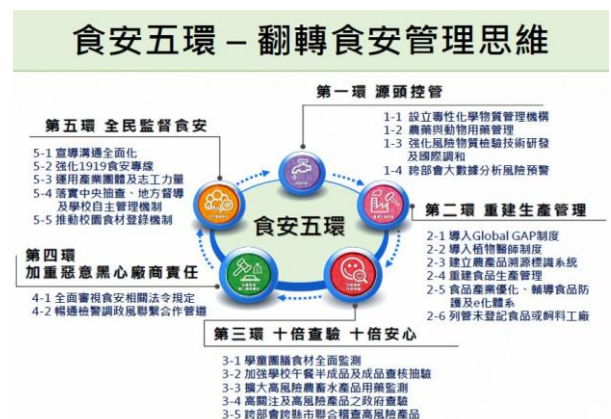 食安五環 – 翻轉食安管理思維
第一環 源頭控管
1-1 設立毒性化學物質管理機構
1-2 農藥與動物用藥管理
1-3 強化風險物質檢驗技術研發
及國際調和
1-4 跨部會大數據分析風險預警
第二環 重建生產管理
2-1 導入Global GAP制度
2-2 導入植物醫師制度
2-3 建立農產品溯源標識系統
2-4 重建食品生產管理
2-5 食品產業優化、輔導食品防
護及e化體系
2-6 列管未登記食品或飼料工廠
第三環 十倍查驗 十倍安心
3-1 學童團膳食材全面監測
3-2 加強學校午餐半成品及成品查核抽驗
3-3 擴大高風險農畜水產品用藥監測
3-4 高關注及高風險產品之政府查驗
3-5 跨部會跨縣市聯合稽查高風險產品
第四環
加重惡意黑心廠商責任
4-1 全面審視食安相關法令規定
4-2 暢通檢警調政風聯繫合作管道
第五環 全民監督食安
5-1 宣導溝通全面化
5-2 強化1919食安專線
5-3 運用產業團體及志工力量
5-4 落實中央抽查、地方督導
及學校自主管理機制
5-5 推動校園食材登錄機制
食安五環